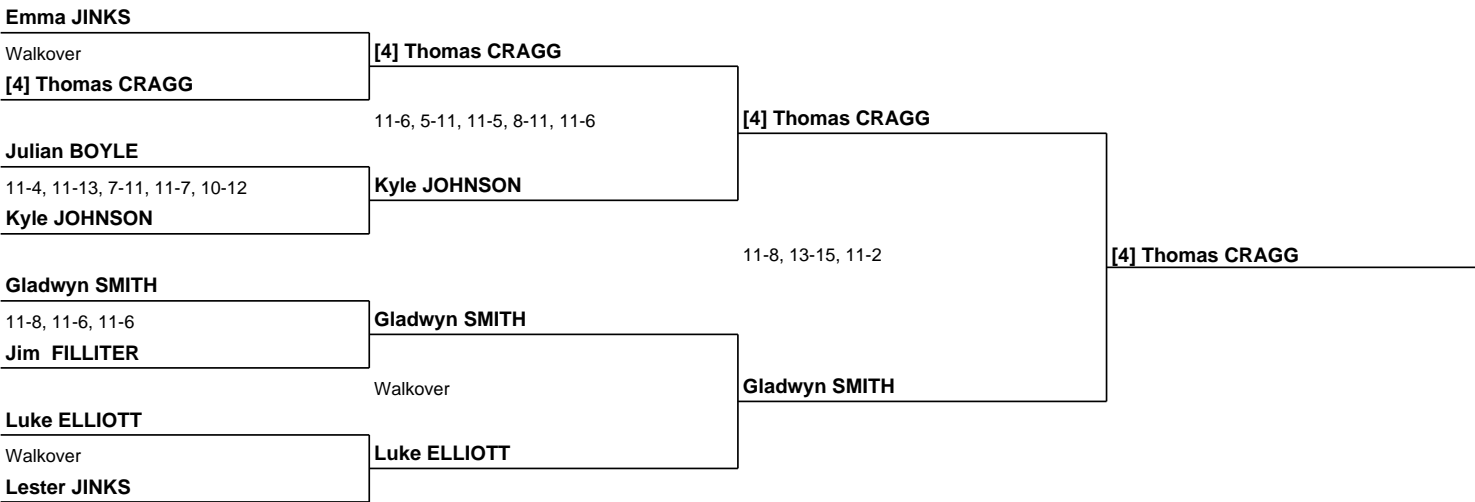 Emma JINKS
Walkover
[4] Thomas CRAGG
[4] Thomas CRAGG
11-6, 5-11, 11-5, 8-11, 11-6
[4] Thomas CRAGG
Julian BOYLE
11-4, 11-13, 7-11, 11-7, 10-12
Kyle JOHNSON
Kyle JOHNSON
11-8, 13-15, 11-2
[4] Thomas CRAGG
Gladwyn SMITH
11-8, 11-6, 11-6
Jim FILLITER
Gladwyn SMITH
Walkover
Gladwyn SMITH
Luke ELLIOTT
Walkover
Lester JINKS
Luke ELLIOTT